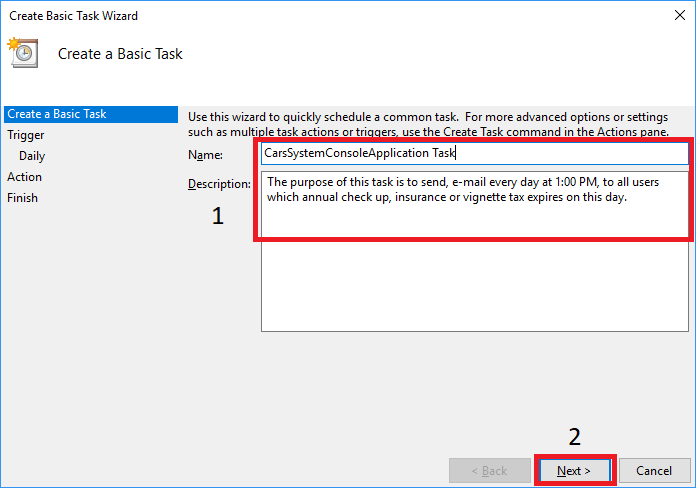 Create Basic Task Wizard
Create a Basic Task
Create a Basic Task
Trigger
Daily
Action
Finish
Use this wizard to quickly schedule a common task.  For more advanced options or settings
such as multiple task actions or triggers, use the Create Task command in the Actions pane.
Name:
CarsSystemConsoleApplication Task
Description:
The purpose of this task is to send, e-mail every day at 1:00 PM, to all users
which annual check up, insurance or vignette tax expires on this day.
1
2
< Back
Next >
Cancel